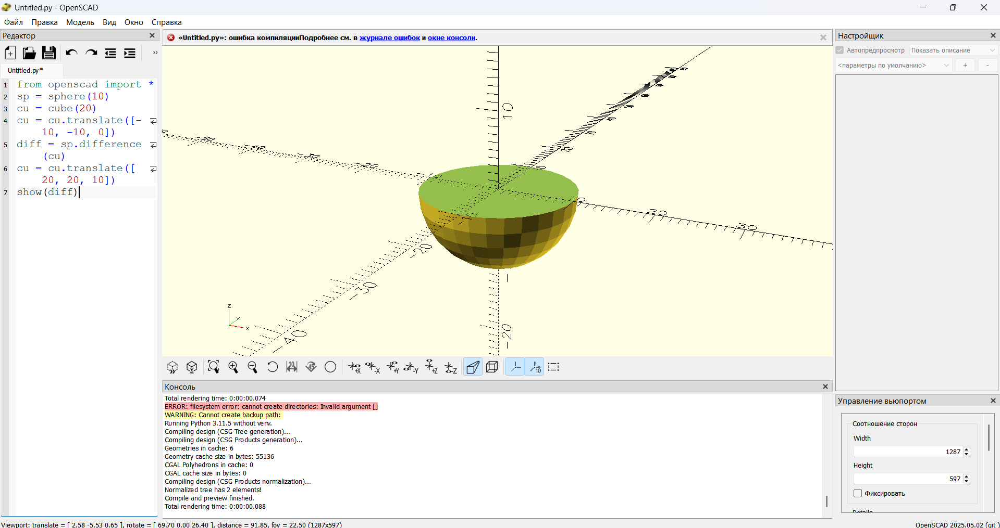 Untitled.py - OpenSCAD
Файл Правка Модель Вид Окно Справка
Редактор
Untitled.py*
1 from openscad import *
2 sp = sphere(10)
3 cu = cube(20)
4 cu = cu.translate([-
10, -10, 0])
5 diff = sp.difference
(cu)
6 cu = cu.translate([
20, 20, 10])
7 show(diff)
«Untitled.py»: ошибка компиляцииПодробнее см. в журнале ошибок и окне консоли.
10
20
30
-20
-30
-40
-20
z
y
x
10
45
+X -X +Y -Y +Z -Z
10
Консоль
Total rendering time: 0:00:00.074
ERROR: filesystem error: cannot create directories: Invalid argument []
WARNING: Cannot create backup path:
Running Python 3.11.5 without venv.
Compiling design (CSG Tree generation)...
Compiling design (CSG Products generation)...
Geometries in cache: 6
Geometry cache size in bytes: 55136
CGAL Polyhedrons in cache: 0
CGAL cache size in bytes: 0
Compiling design (CSG Products normalization)...
Normalized tree has 2 elements!
Compile and preview finished.
Total rendering time: 0:00:00.088
Настройщик
Автопредпросмотр Показать описание
<параметры по умолчанию> + -
Управление вьюпортом
Соотношение сторон
Width
1287
Height
597
Фиксировать
Details
Viewport: translate = [ 2.58 -5.53 0.65 ], rotate = [ 69.70 0.00 26.40 ], distance = 91.85, fov = 22.50 (1287x597)
OpenSCAD 2025.05.02 (git )